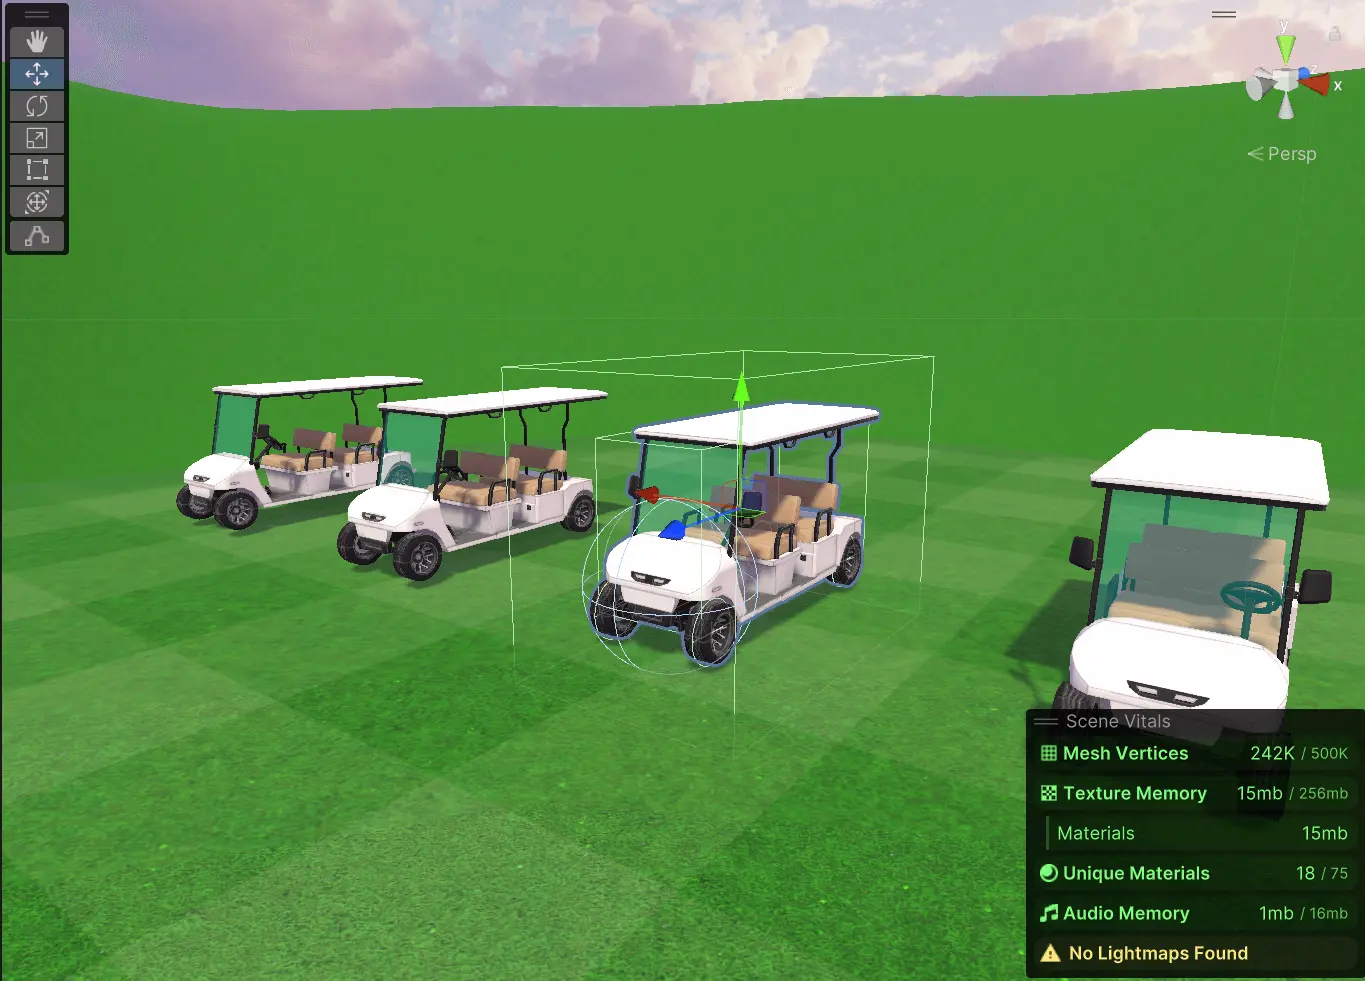 y
z
x
Persp
Scene Vitals
Mesh Vertices 242K / 500K
Texture Memory 15mb / 256mb
Materials 15mb
Unique Materials 18 / 75
Audio Memory 1mb / 16mb
No Lightmaps Found